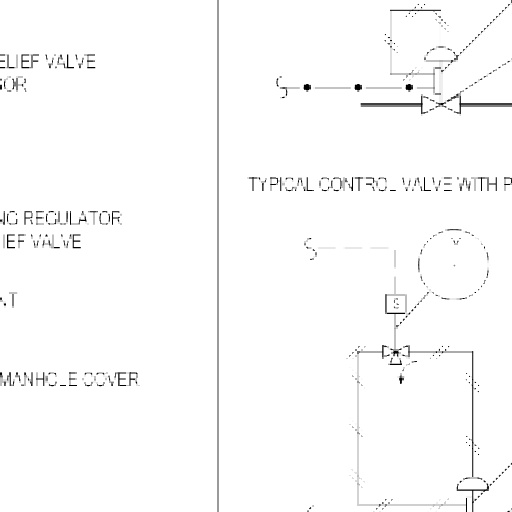 ELIEF VALVE
SOR
NG REGULATOR
IEF VALVE
NT
MANHOLE COVER
TYPICAL CONTROL VALVE WITH P
Y
S